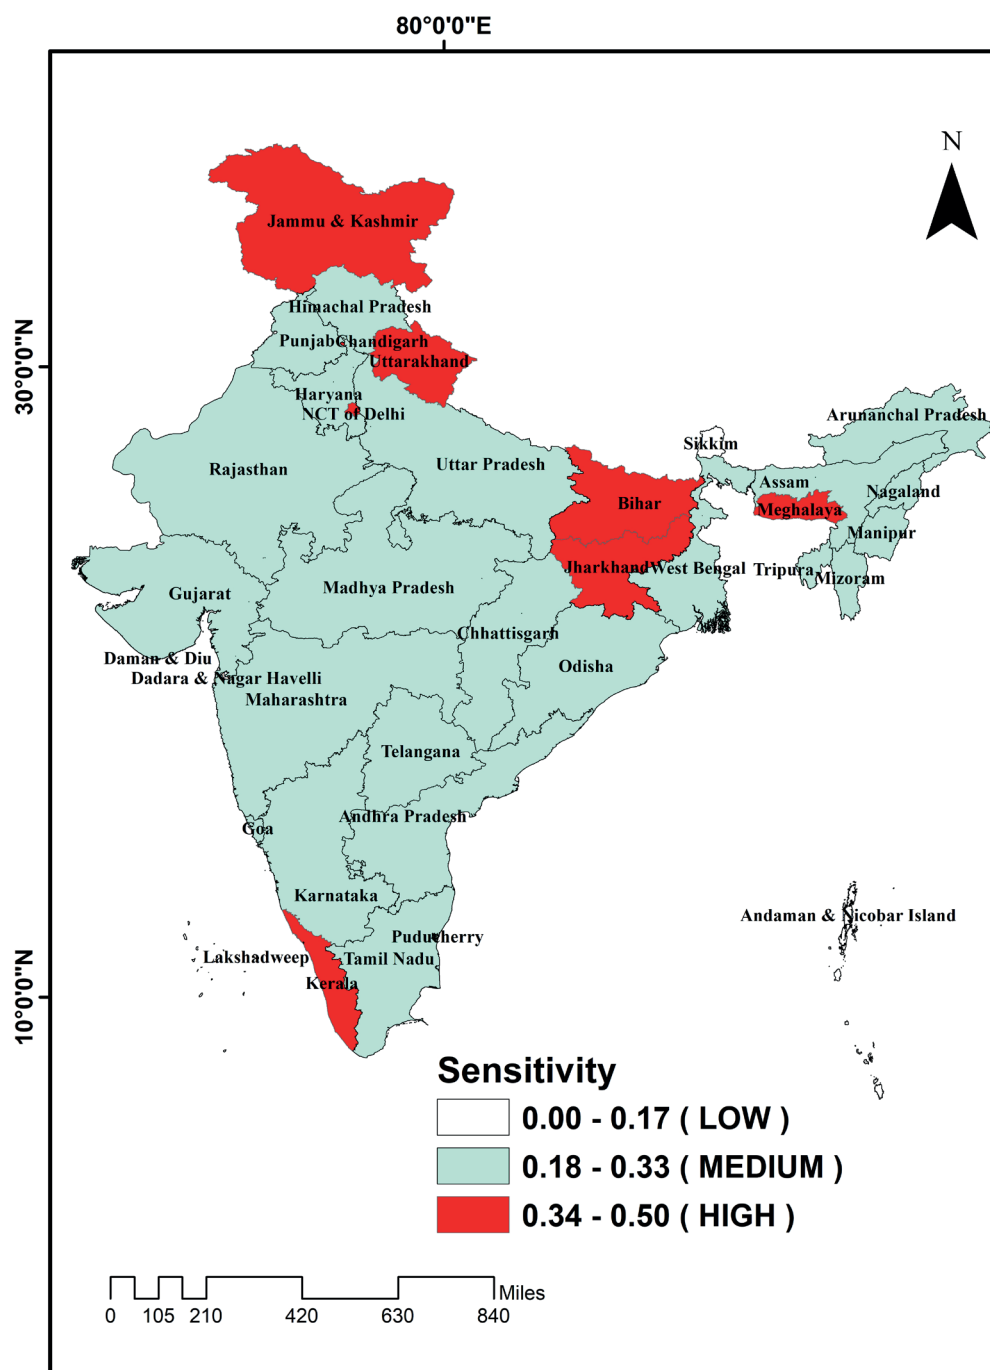 80°0'0"E
N
Jammu & Kashmir
Himachal Pradesh
Punjab
Chandigarh
Uttarakhand
30°0'0"N
Haryana
NCT of Delhi
Arunanchal Pradesh
Sikkim
Rajasthan
Uttar Pradesh
Assam
Nagaland
Bihar
Meghalaya
Manipur
Jharkhand
West Bengal
Tripura
Mizoram
Madhya Pradesh
Gujarat
Chhattisgarh
Daman & Diu
Odisha
Dadara & Nagar Havelli
Maharashtra
Telangana
Andhra Pradesh
Goa
Karnataka
Andaman & Nicobar Island
Puducherry
Lakshadweep
Tamil Nadu
Kerala
10°0'0"N
Sensitivity
0.00 - 0.17 ( LOW )
0.18 - 0.33 ( MEDIUM )
0.34 - 0.50 ( HIGH )
Miles
0 105 210 420 630 840